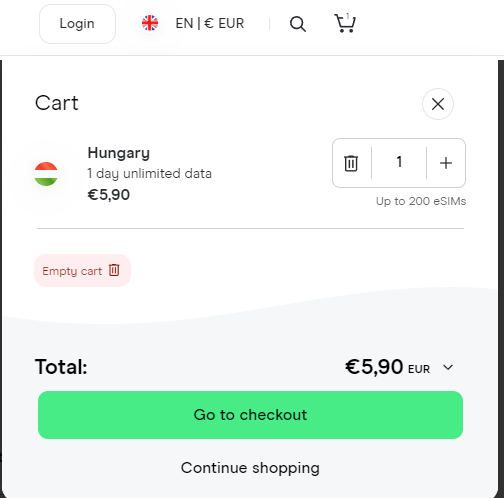 Login
EN | € EUR
1
Cart
Hungary
1 day unlimited data
€5,90
1
Up to 200 eSIMs
Empty cart
Total:
€5,90 EUR
Go to checkout
Continue shopping